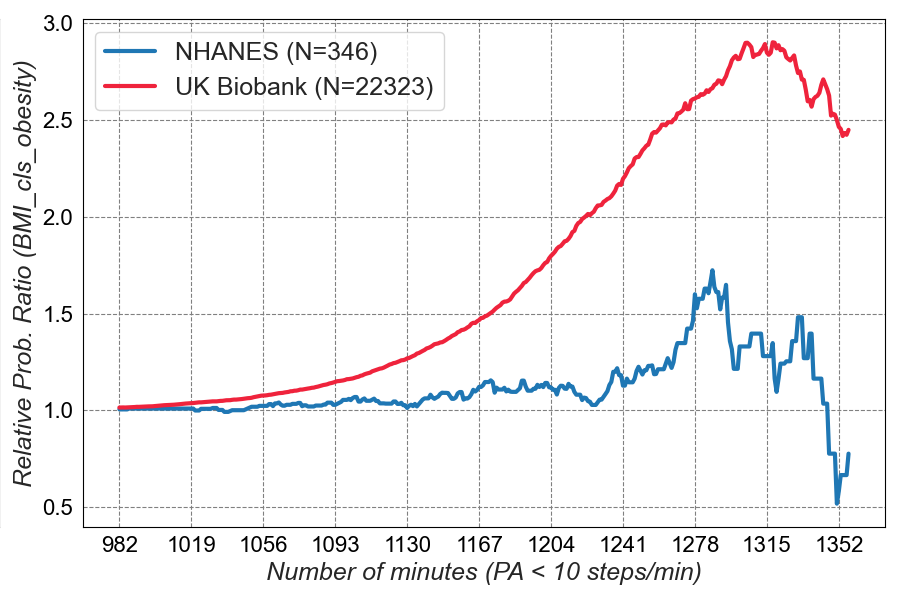 NHANES (N=346)
UK Biobank (N=22323)
Relative Prob. Ratio (BMI_cls_obesity)
3.0
2.5
2.0
1.5
1.0
0.5
982 1019 1056 1093 1130 1167 1204 1241 1278 1315 1352
Number of minutes (PA < 10 steps/min)